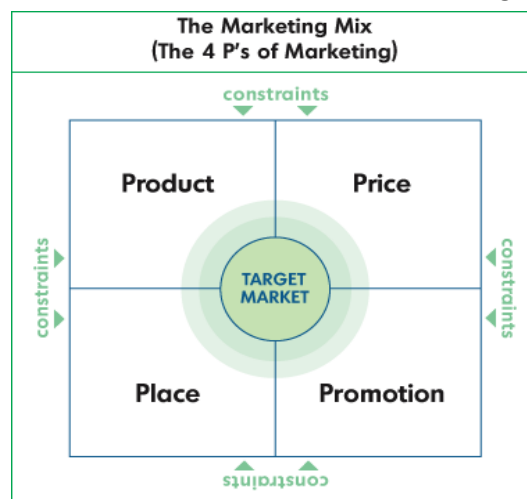 The Marketing Mix
(The 4 P's of Marketing)
constraints
Product
Price
constraints
TARGET
MARKET
constraints
Place
Promotion
constraints